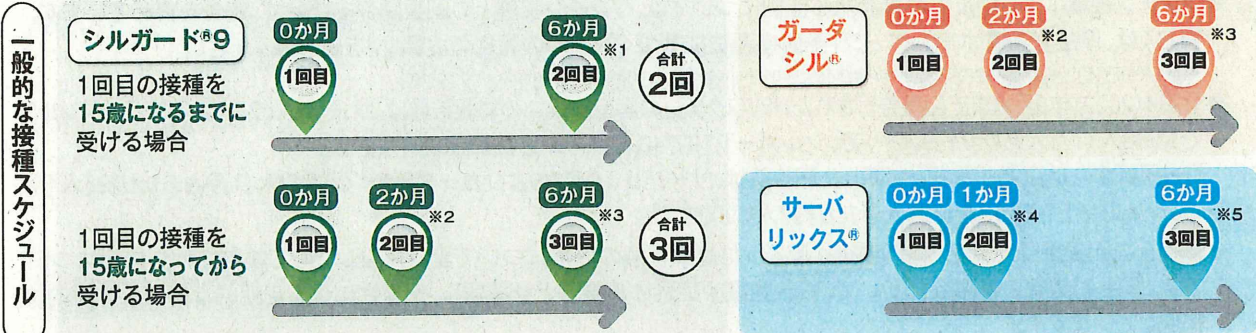 一般的な接種スケジュール
シルガード®9
1回目の接種を
15歳になるまでに
受ける場合
0か月
1回目
6か月
※1
2回目
合計
2回
1回目の接種を
15歳になってから
受ける場合
0か月
1回目
2か月
※2
2回目
6か月
※3
3回目
合計
3回
ガーダ
シル®
0か月
1回目
2か月
※2
2回目
6か月
※3
3回目
サーバ
リックス®
0か月
1回目
1か月
※4
2回目
6か月
※5
3回目